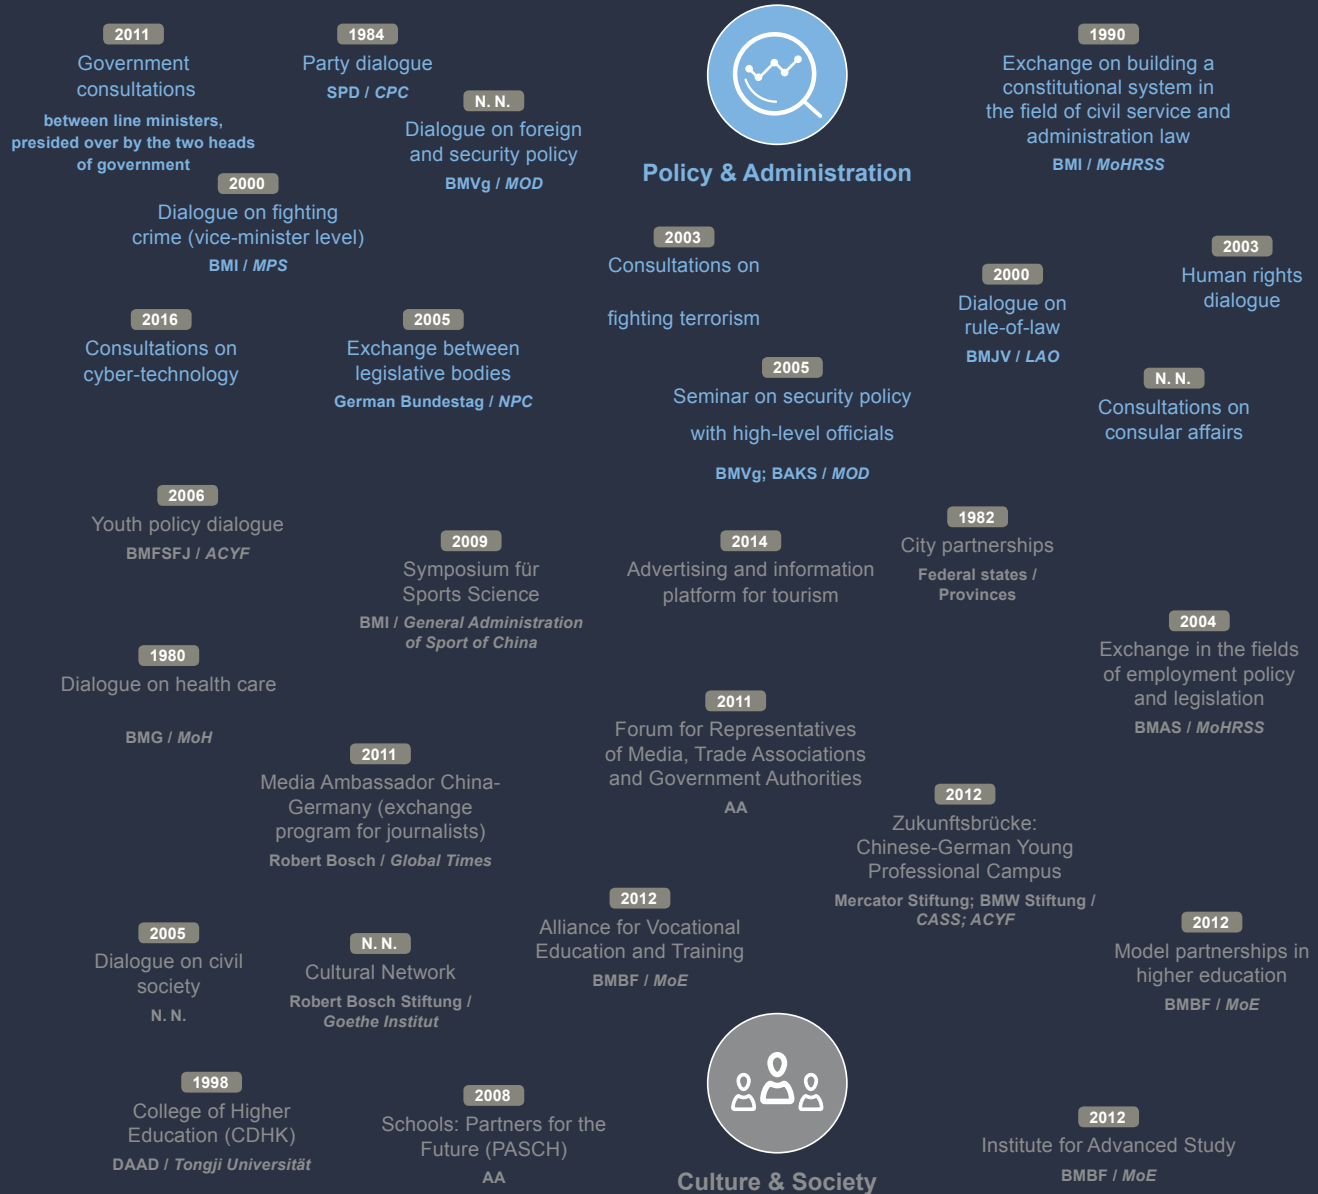 2011
Government
consultations
between line ministers,
presided over by the two heads
of government
1984
Party dialogue
SPD / CPC
N. N.
Dialogue on foreign
and security policy
BMVg / MOD
Policy & Administration
1990
Exchange on building a
constitutional system in
the field of civil service and
administration law
BMI / MoHRSS
2000
Dialogue on fighting
crime (vice-minister level)
BMI / MPS
2003
Consultations on
fighting terrorism
2000
Dialogue on
rule-of-law
BMJV / LAO
2003
Human rights
dialogue
2016
Consultations on
cyber-technology
2005
Exchange between
legislative bodies
German Bundestag / NPC
2005
Seminar on security policy
with high-level officials
BMVg; BAKS / MOD
N. N.
Consultations on
consular affairs
2006
Youth policy dialogue
BMFSFJ / ACYF
2009
Symposium für
Sports Science
BMI / General Administration
of Sport of China
2014
Advertising and information
platform for tourism
1982
City partnerships
Federal states /
Provinces
2004
Exchange in the fields
of employment policy
and legislation
BMAS / MoHRSS
1980
Dialogue on health care
BMG / MoH
2011
Media Ambassador China-
Germany (exchange
program for journalists)
Robert Bosch / Global Times
2011
Forum for Representatives
of Media, Trade Associations
and Government Authorities
AA
2012
Zukunftsbrücke:
Chinese-German Young
Professional Campus
Mercator Stiftung; BMW Stiftung /
CASS; ACYF
2005
Dialogue on civil
society
N. N.
N. N.
Cultural Network
Robert Bosch Stiftung /
Goethe Institut
2012
Alliance for Vocational
Education and Training
BMBF / MoE
2012
Model partnerships in
higher education
BMBF / MoE
1998
College of Higher
Education (CDHK)
DAAD / Tongji Universität
2008
Schools: Partners for the
Future (PASCH)
AA
Culture & Society
2012
Institute for Advanced Study
BMBF / MoE